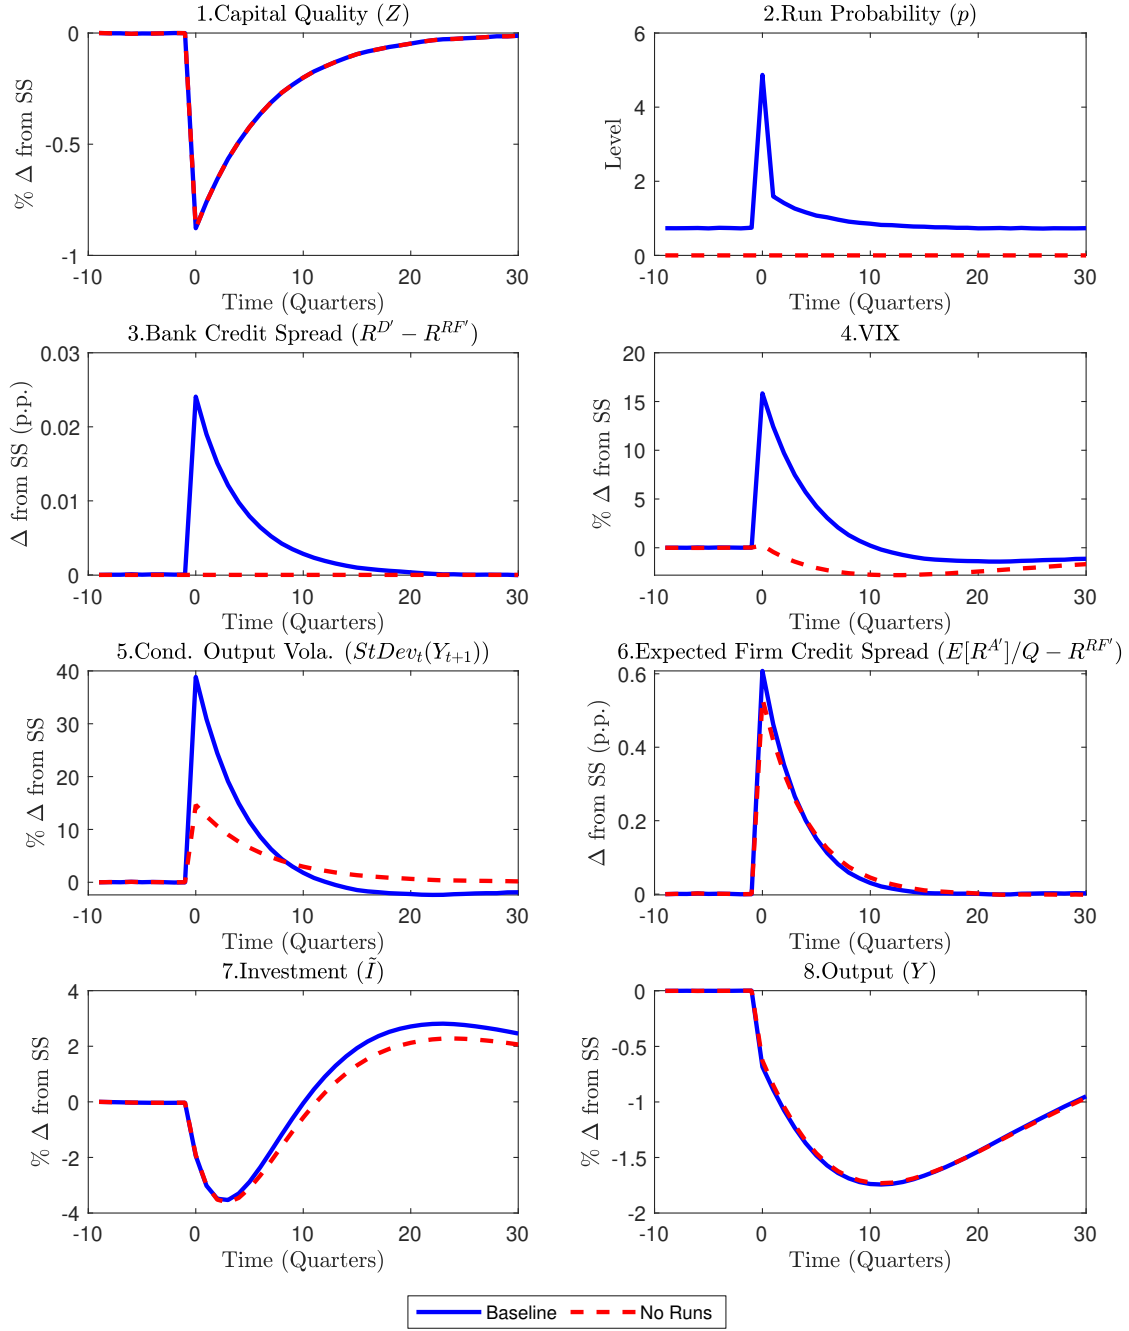 1.Capital Quality (Z)
0
-0.5
-1
% Δ from SS
-10 0 10 20 30
Time (Quarters)
2.Run Probability (p)
6
4
2
0
Level
-10 0 10 20 30
Time (Quarters)
3.Bank Credit Spread (R^{D'} − R^{RF'})
0.03
0.02
0.01
0
Δ from SS (p.p.)
-10 0 10 20 30
Time (Quarters)
4.VIX
20
15
10
5
0
% Δ from SS
-10 0 10 20 30
Time (Quarters)
5.Cond. Output Vola. (StDev_t(Y_{t+1}))
40
30
20
10
0
% Δ from SS
-10 0 10 20 30
Time (Quarters)
6.Expected Firm Credit Spread (E[R^{A'}]/Q − R^{RF'})
0.6
0.4
0.2
0
Δ from SS (p.p.)
-10 0 10 20 30
Time (Quarters)
7.Investment (Ĩ)
4
2
0
-2
-4
% Δ from SS
-10 0 10 20 30
Time (Quarters)
8.Output (Y)
0
-0.5
-1
-1.5
-2
% Δ from SS
-10 0 10 20 30
Time (Quarters)
Baseline No Runs